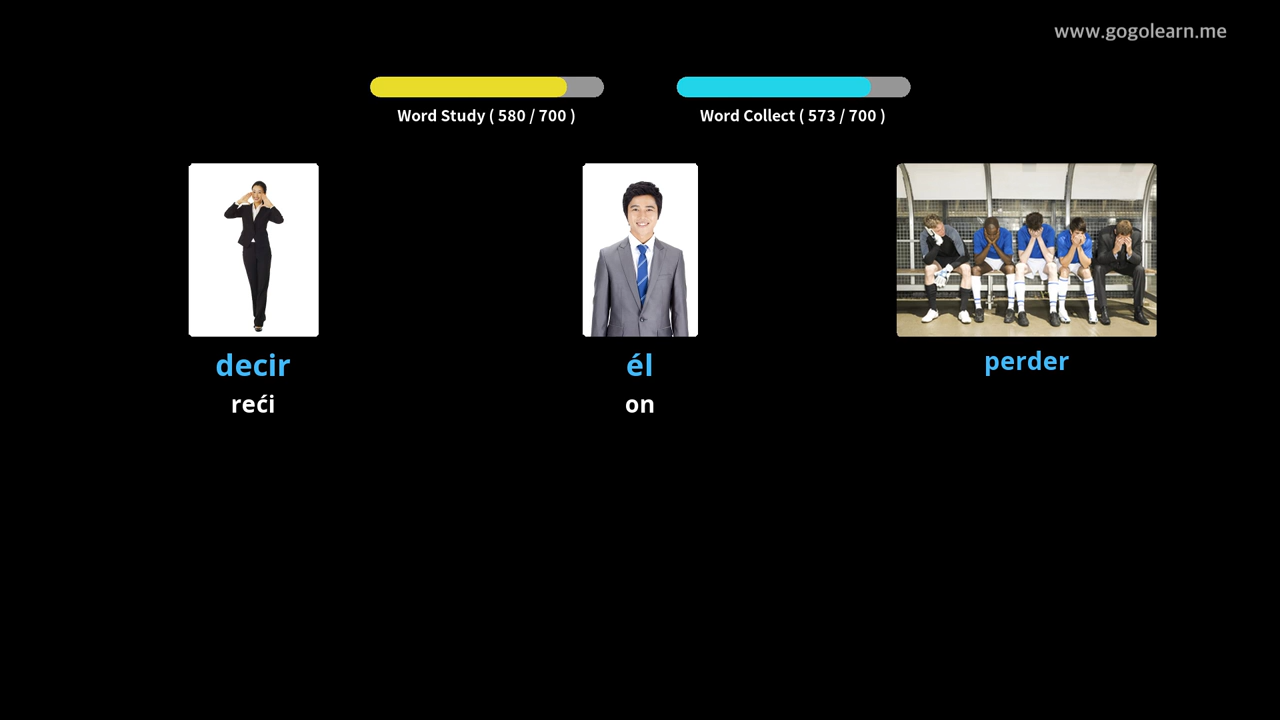 www.gogolearn.me
Word Study ( 580 / 700 )
Word Collect ( 573 / 700 )
decir
reći
él
on
perder